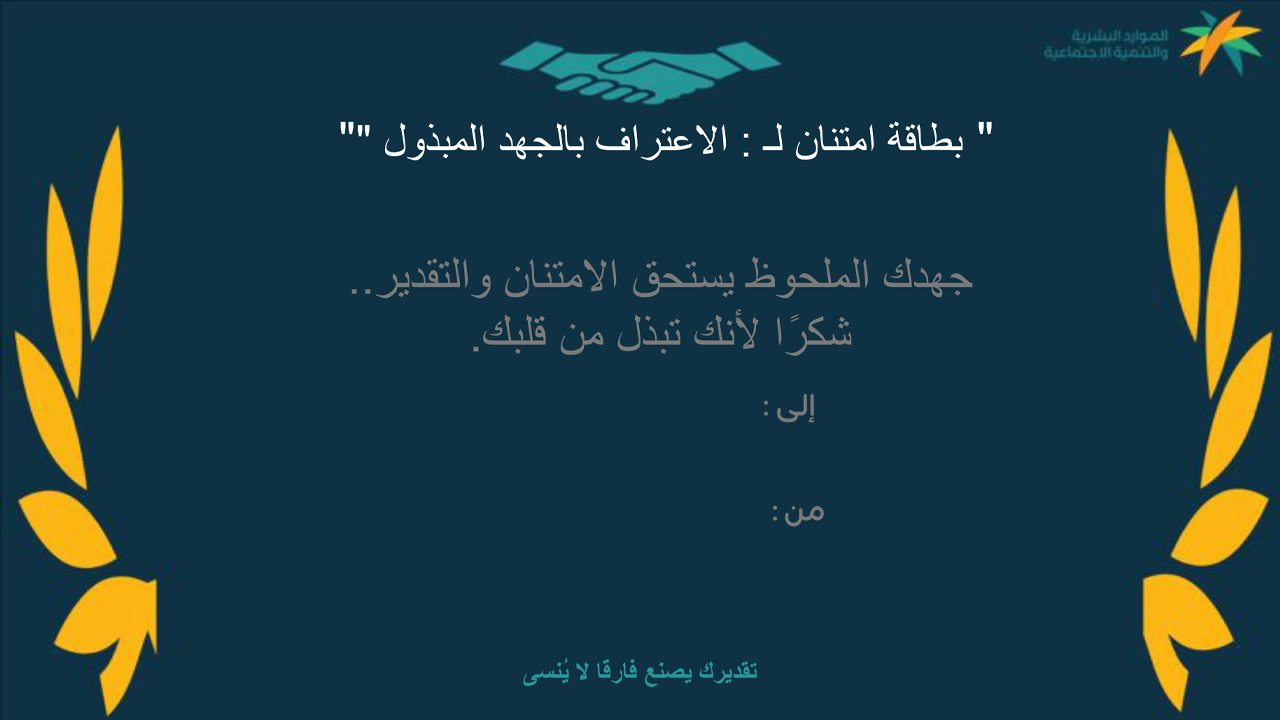 الموارد البشرية
والتنمية الاجتماعية
" بطاقة امتنان لـ : الاعتراف بالجهد المبذول ""
جهدك الملحوظ يستحق الامتنان والتقدير..
شكرًا لأنك تبذل من قلبك.
إلى :
من :
تقديرك يصنع فارقا لا يُنسى